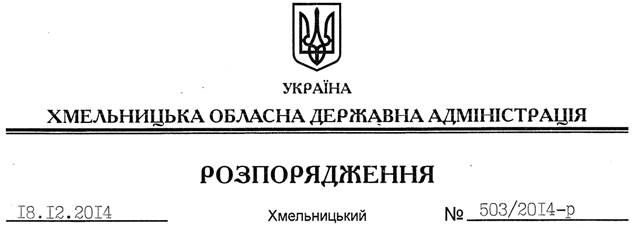 УКРАЇНА
ХМЕЛЬНИЦЬКА ОБЛАСНА ДЕРЖАВНА АДМІНІСТРАЦІЯ
РОЗПОРЯДЖЕННЯ
18.12.2014 Хмельницький № 503/2014-р